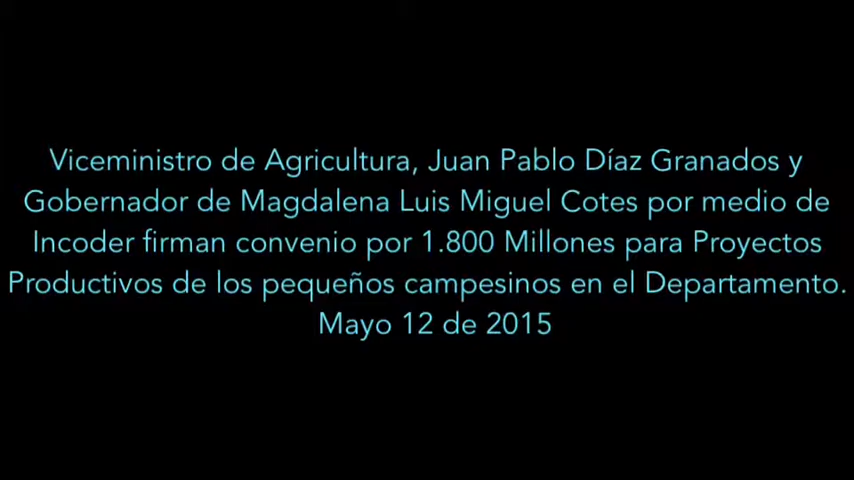 Viceministro de Agricultura, Juan Pablo Díaz Granados y
Gobernador de Magdalena Luis Miguel Cotes por medio de
Incoder firman convenio por 1.800 Millones para Proyectos
Productivos de los pequeños campesinos en el Departamento.
Mayo 12 de 2015